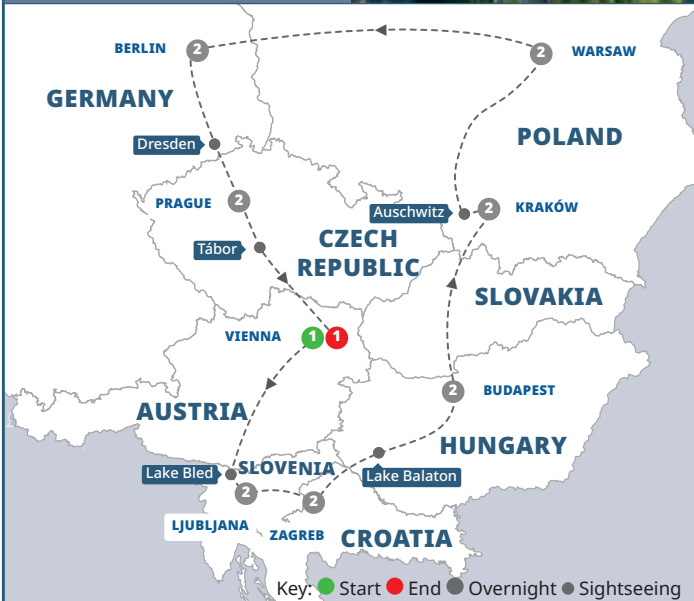 BERLIN
2
2
WARSAW
GERMANY
POLAND
Dresden
PRAGUE
2
Auschwitz
2
KRAKÓW
Tábor
CZECH
REPUBLIC
SLOVAKIA
VIENNA
1
1
2
BUDAPEST
AUSTRIA
HUNGARY
Lake Bled
SLOVENIA
Lake Balaton
2
2
LJUBLJANA
ZAGREB
CROATIA
Key: Start End Overnight Sightseeing